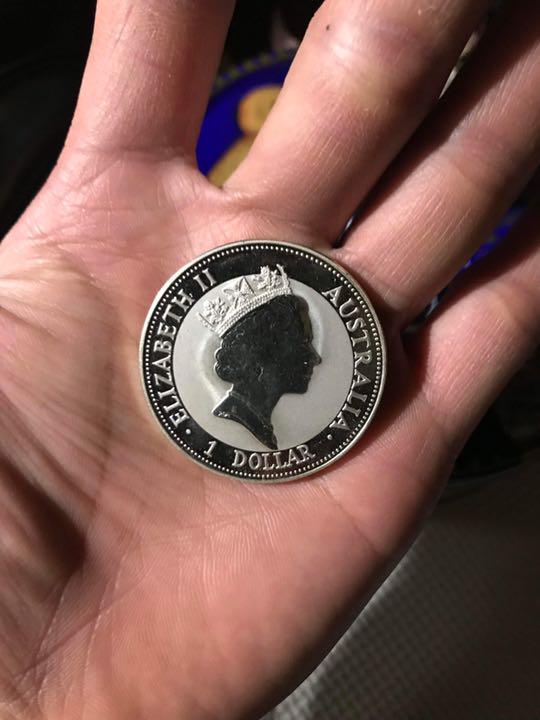 ELIZABETH II
AUSTRALIA
· 1 DOLLAR ·